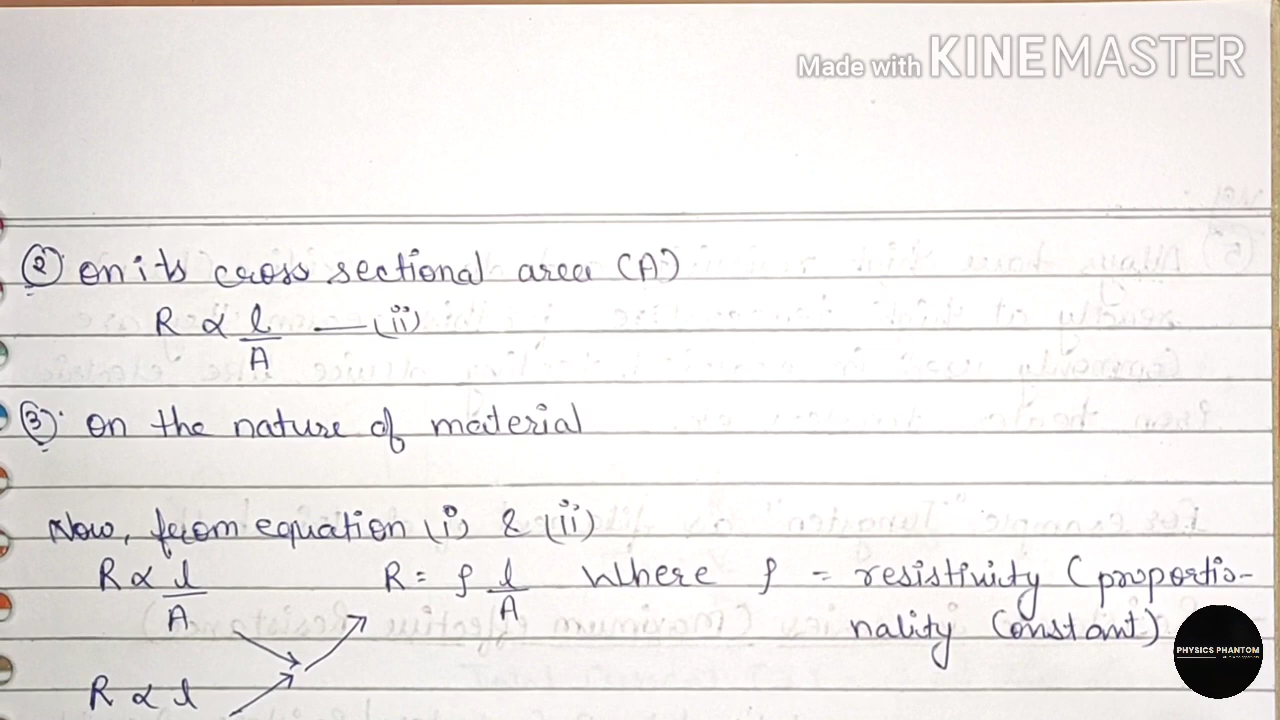 Made with KINEMASTER
② on its cross sectional area (A)
R ∝ l/A —(ii)
③ on the nature of material
Now, from equation (i) & (ii)
R ∝ l/A R = ρ l/A Where ρ = resistivity (proportio-
nality constant)
R ∝ l
PHYSICS PHANTOM